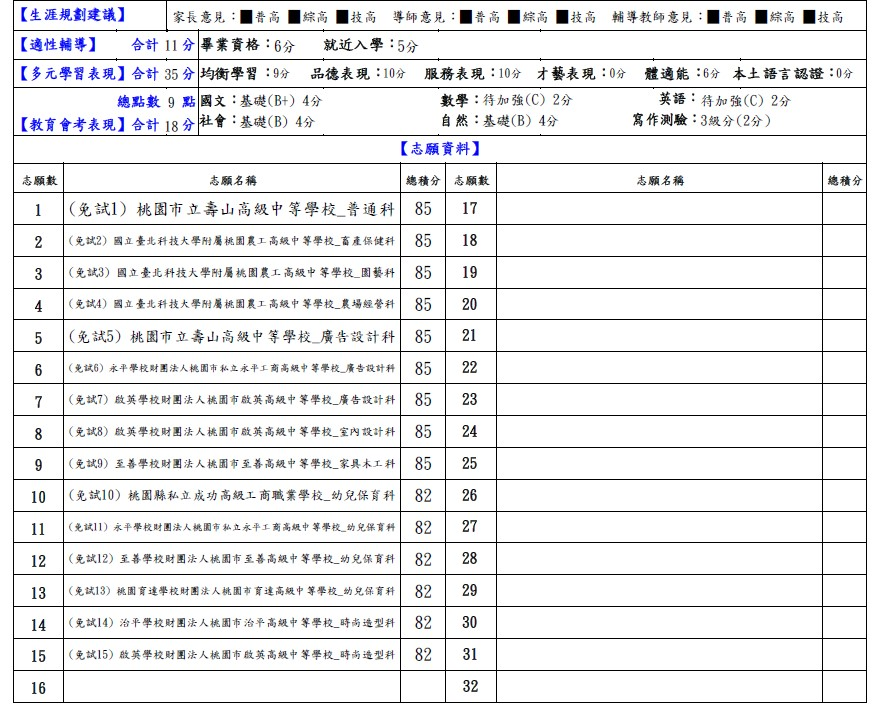 【生涯規劃建議】 家長意見：■普高 ■綜高 ■技高 導師意見：■普高 ■綜高 ■技高 輔導教師意見：■普高 ■綜高 ■技高
【適性輔導】 合計 11 分 畢業資格：6分 就近入學：5分
【多元學習表現】合計 35 分 均衡學習：9分 品德表現：10分 服務表現：10分 才藝表現：0分 體適能：6分 本土語言認證：0分
總點數 9 點 國文：基礎(B+) 4分 數學：待加強(C) 2分 英語：待加強(C) 2分
【教育會考表現】合計 18 分 社會：基礎(B) 4分 自然：基礎(B) 4分 寫作測驗：3級分(2分)
【志願資料】
志願數 志願名稱 總積分 志願數 志願名稱 總積分
1 (免試1) 桃園市立壽山高級中等學校_普通科 85 17
2 (免試2) 國立臺北科技大學附屬桃園農工高級中等學校_畜產保健科 85 18
3 (免試3) 國立臺北科技大學附屬桃園農工高級中等學校_園藝科 85 19
4 (免試4) 國立臺北科技大學附屬桃園農工高級中等學校_農場經營科 85 20
5 (免試5) 桃園市立壽山高級中等學校_廣告設計科 85 21
6 (免試6) 永平學校財團法人桃園市私立永平工商高級中等學校_廣告設計科 85 22
7 (免試7) 啟英學校財團法人桃園市啟英高級中等學校_廣告設計科 85 23
8 (免試8) 啟英學校財團法人桃園市啟英高級中等學校_室內設計科 85 24
9 (免試9) 至善學校財團法人桃園市至善高級中等學校_家具木工科 85 25
10 (免試10) 桃園縣私立成功高級工商職業學校_幼兒保育科 82 26
11 (免試11) 永平學校財團法人桃園市私立永平工商高級中等學校_幼兒保育科 82 27
12 (免試12) 至善學校財團法人桃園市至善高級中等學校_幼兒保育科 82 28
13 (免試13) 桃園育達學校財團法人桃園市育達高級中等學校_幼兒保育科 82 29
14 (免試14) 治平學校財團法人桃園市治平高級中等學校_時尚造型科 82 30
15 (免試15) 啟英學校財團法人桃園市啟英高級中等學校_時尚造型科 82 31
16 32